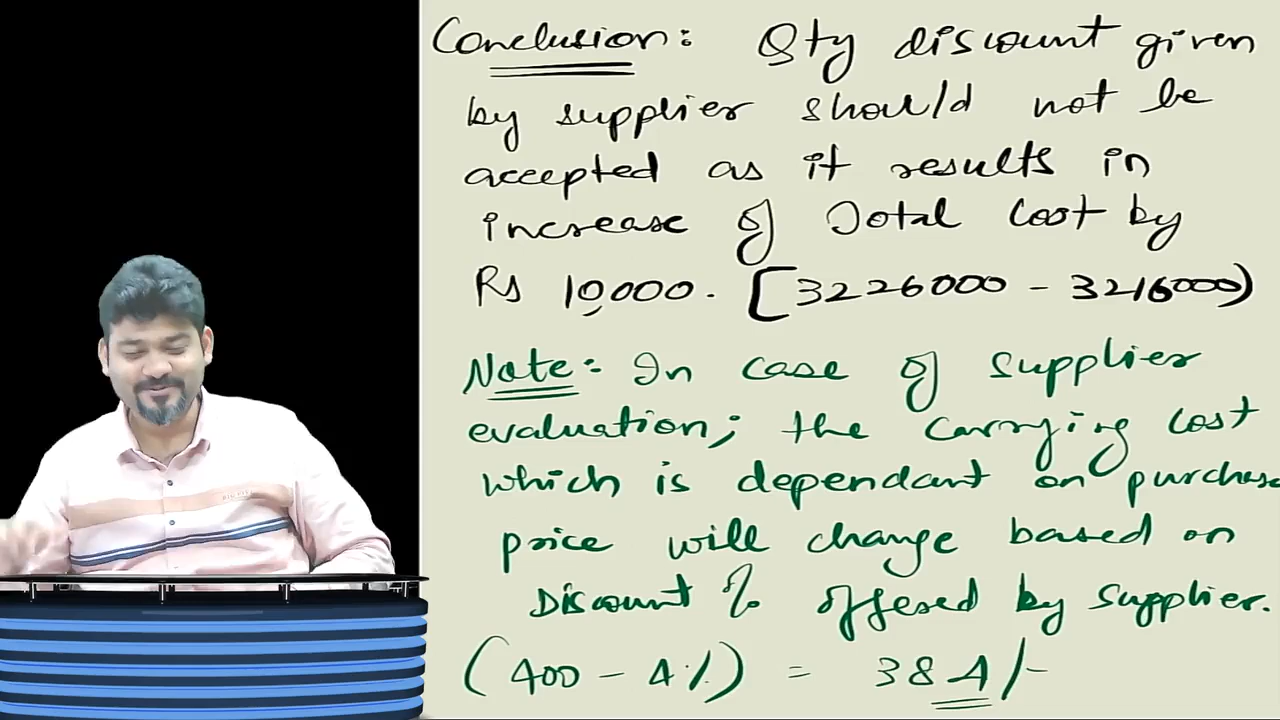 Conclusion: Qty discount given
by supplier should not be
accepted as it results in
increase of Total Cost by
Rs 10,000. [3226000 - 3216000)
Note: In case of supplier
evaluation; the carrying cost
which is dependant on purchase
price will change based on
Discount % offered by supplier.
(400 - 4%) = 384/-